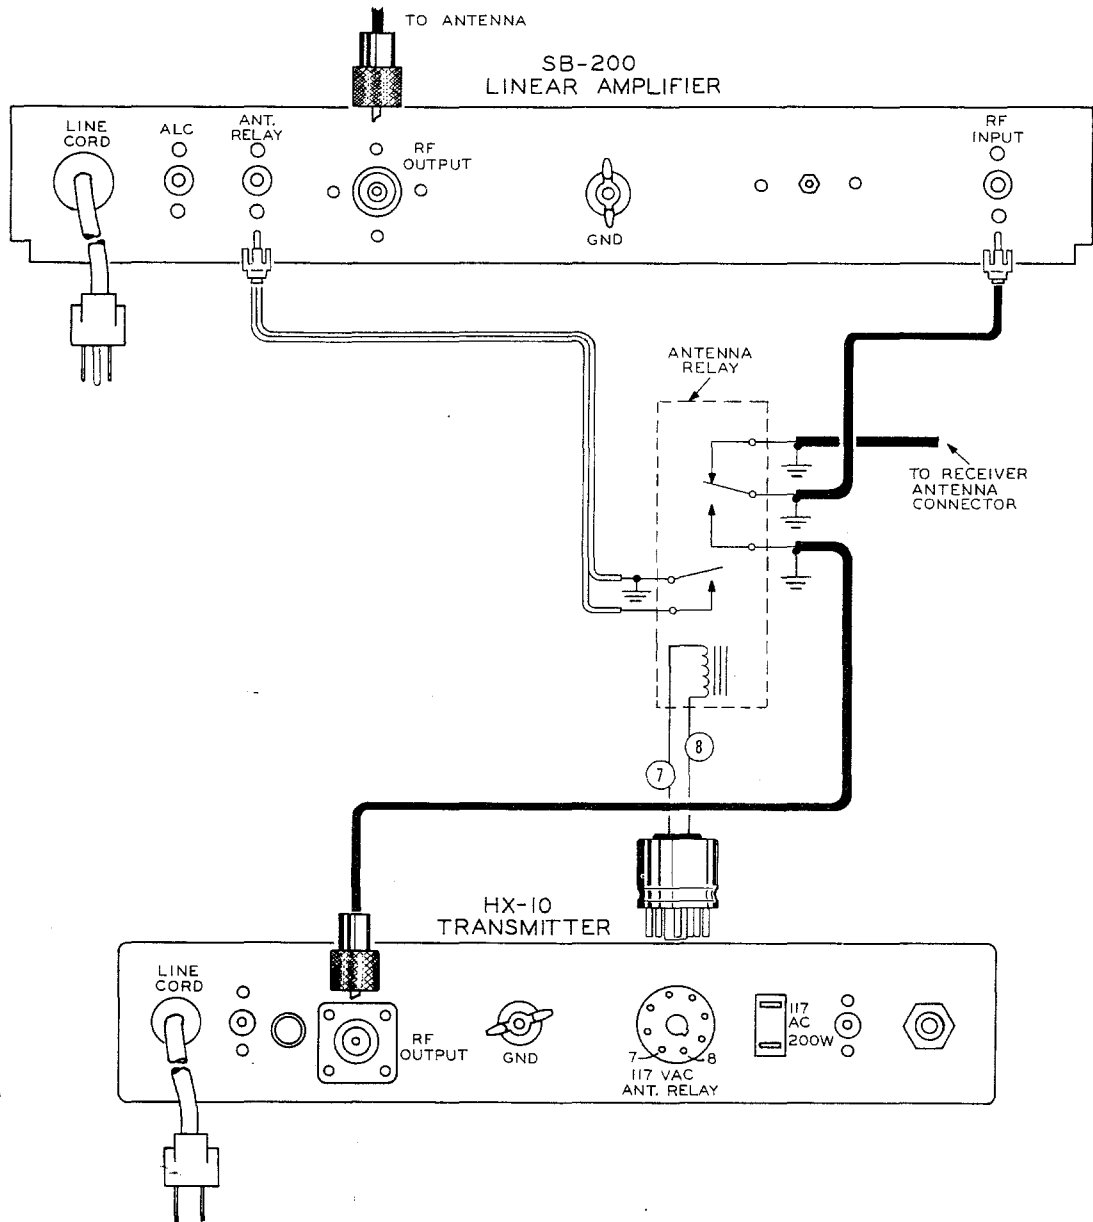 TO ANTENNA
SB-200
LINEAR AMPLIFIER
LINE
CORD
ALC
ANT.
RELAY
RF
OUTPUT
GND
RF
INPUT
ANTENNA
RELAY
TO RECEIVER
ANTENNA
CONNECTOR
8
7
HX-10
TRANSMITTER
LINE
CORD
RF
OUTPUT
GND
7 8
117 VAC
ANT. RELAY
117
AC
200W